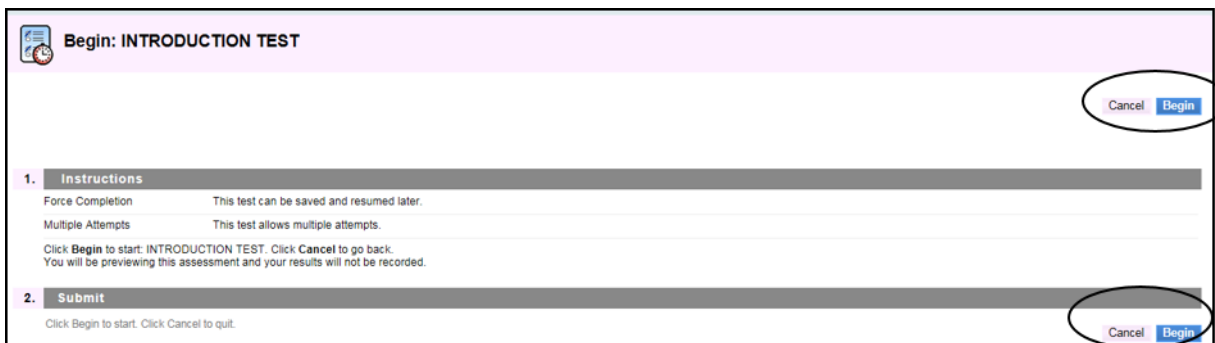 Begin: INTRODUCTION TEST
Cancel Begin
1. Instructions
Force Completion This test can be saved and resumed later.
Multiple Attempts This test allows multiple attempts.
Click Begin to start: INTRODUCTION TEST. Click Cancel to go back.
You will be previewing this assessment and your results will not be recorded.
2. Submit
Click Begin to start. Click Cancel to quit.
Cancel Begin